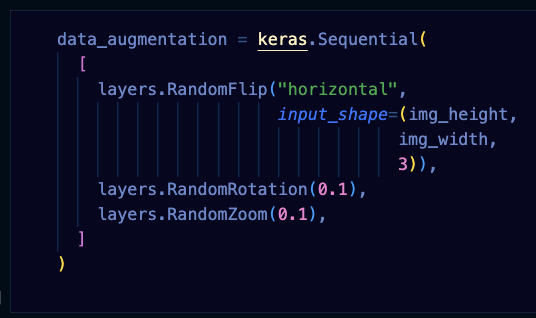 data_augmentation = keras.Sequential(
  [
    layers.RandomFlip("horizontal",
                      input_shape=(img_height,
                                  img_width,
                                  3)),
    layers.RandomRotation(0.1),
    layers.RandomZoom(0.1),
  ]
)